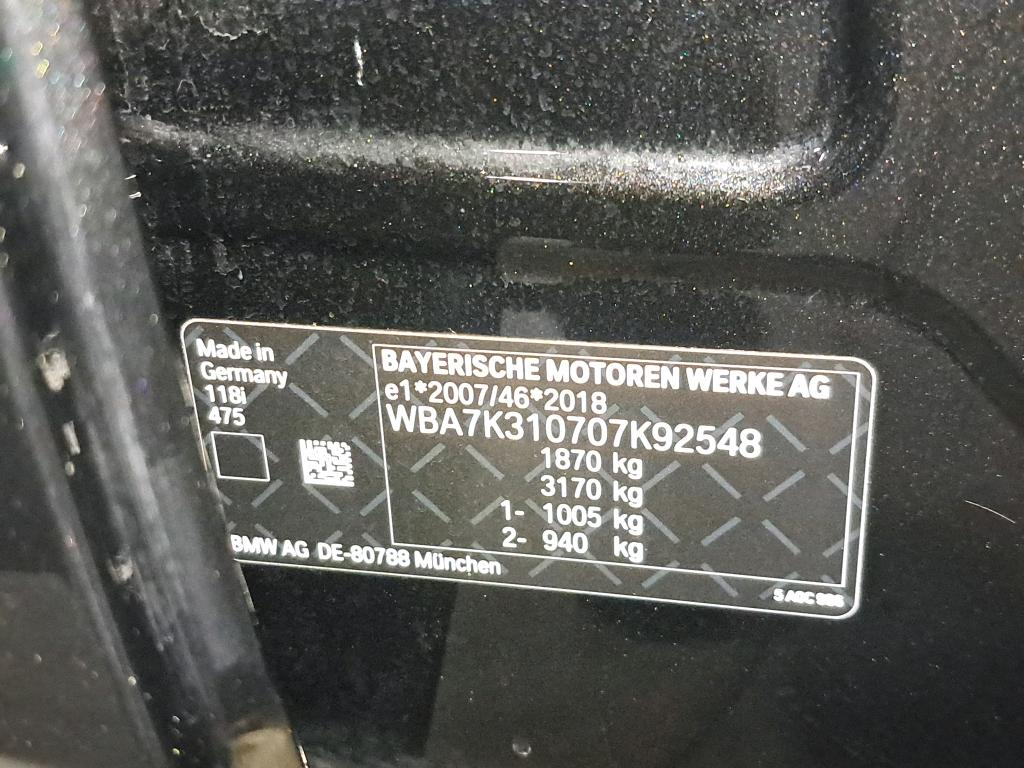 Made in
Germany
118i
475
BAYERISCHE MOTOREN WERKE AG
e1*2007/46*2018
WBA7K310707K92548
1870 kg
3170 kg
1- 1005 kg
2- 940 kg
BMW AG DE-80788 München